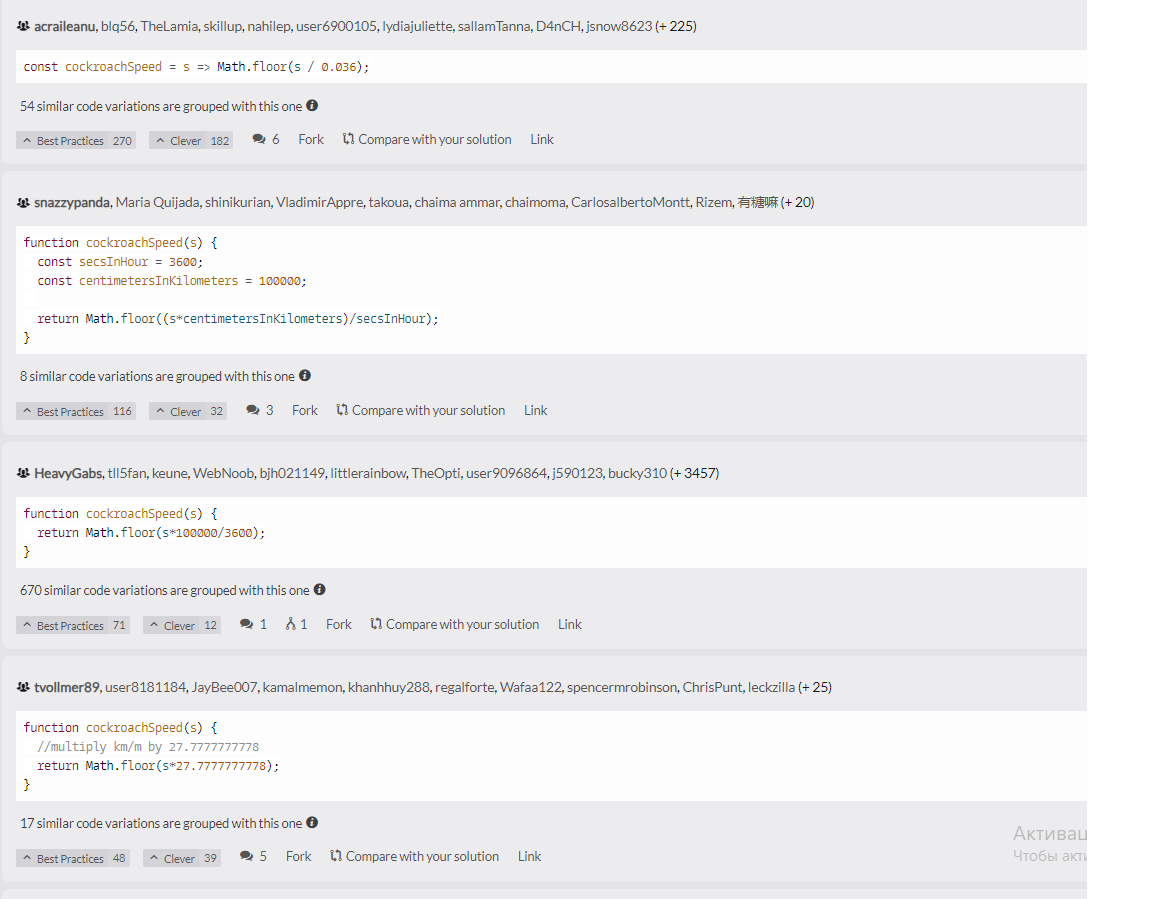 acraileanu, blq56, TheLamia, skillup, nahilep, user6900105, lydiajuliette, sallamTanna, D4nCH, jsnow8623 (+ 225)
const cockroachSpeed = s => Math.floor(s / 0.036);
54 similar code variations are grouped with this one
Best Practices 270 Clever 182 6 Fork Compare with your solution Link
snazzypanda, Maria Quijada, shinikurian, VladimirAppre, takoua, chaima ammar, chaimoma, CarlosalbertoMontt, Rizem, 有糖嘛 (+ 20)
function cockroachSpeed(s) {
const secsInHour = 3600;
const centimetersInKilometers = 100000;
return Math.floor((s*centimetersInKilometers)/secsInHour);
}
8 similar code variations are grouped with this one
Best Practices 116 Clever 32 3 Fork Compare with your solution Link
HeavyGabs, tll5fan, keune, WebNoob, bjh021149, littlerainbow, TheOpti, user9096864, j590123, bucky310 (+ 3457)
function cockroachSpeed(s) {
return Math.floor(s*100000/3600);
}
670 similar code variations are grouped with this one
Best Practices 71 Clever 12 1 1 Fork Compare with your solution Link
tvollmer89, user8181184, JayBee007, kamalmemon, khanhhuy288, regalforte, Wafaa122, spencermrobinson, ChrisPunt, leckzilla (+ 25)
function cockroachSpeed(s) {
//multiply km/m by 27.7777777778
return Math.floor(s*27.7777777778);
}
17 similar code variations are grouped with this one
Активац
Best Practices 48 Clever 39 5 Fork Compare with your solution Link
Чтобы акти